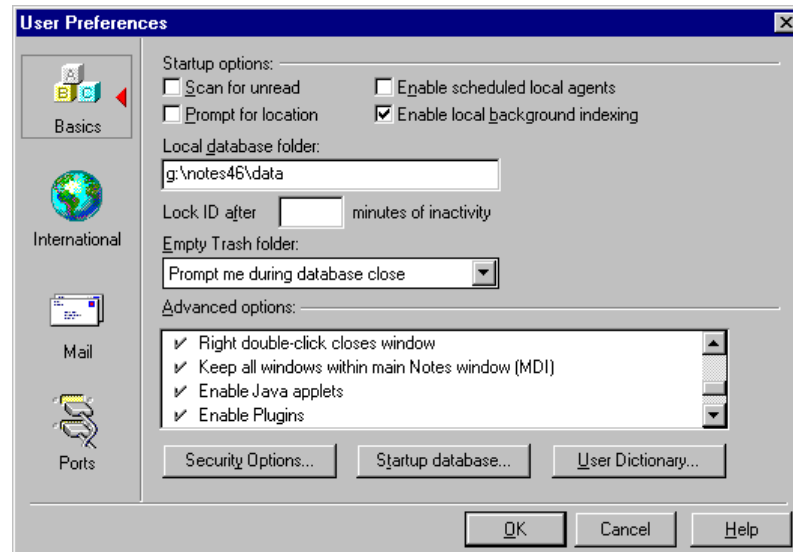 User Preferences
Basics
International
Mail
Ports
Startup options:
Scan for unread
Enable scheduled local agents
Prompt for location
Enable local background indexing
Local database folder:
g:\notes46\data
Lock ID after minutes of inactivity
Empty Trash folder:
Prompt me during database close
Advanced options:
Right double-click closes window
Keep all windows within main Notes window (MDI)
Enable Java applets
Enable Plugins
Security Options...
Startup database...
User Dictionary...
OK
Cancel
Help